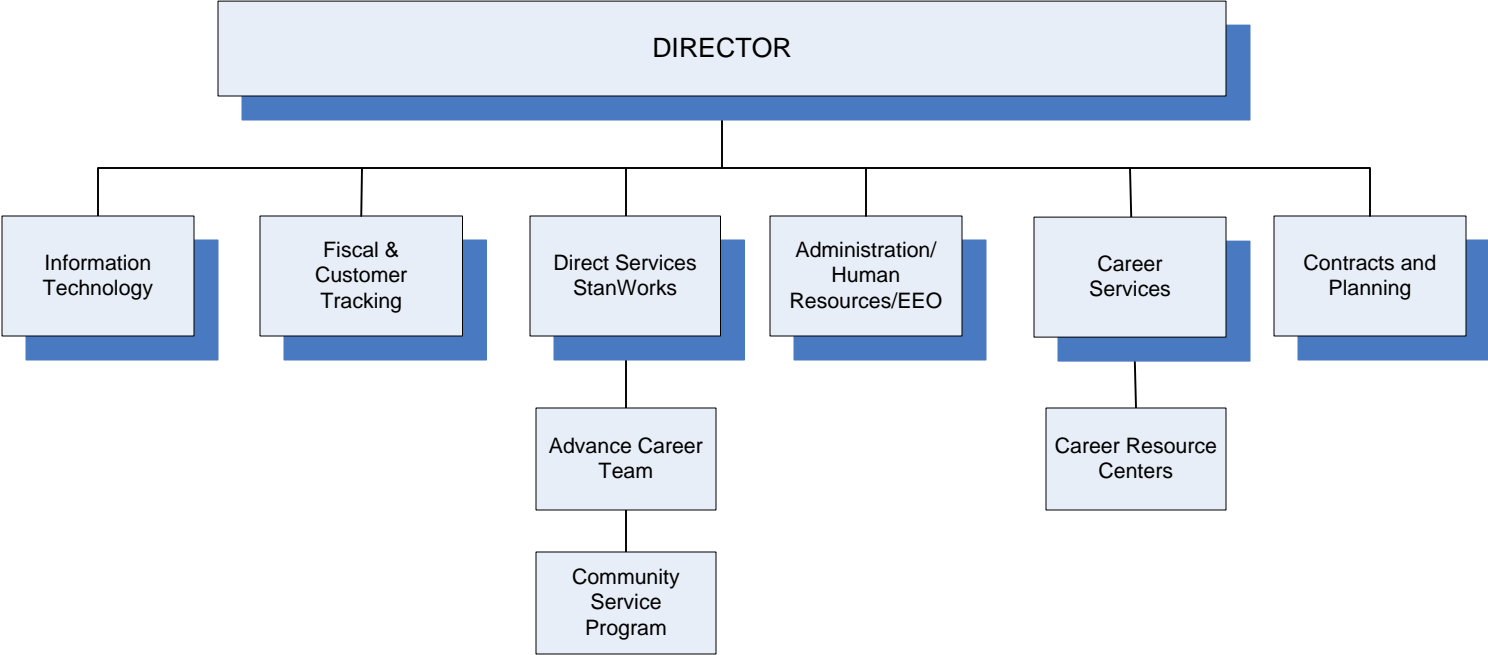 DIRECTOR
Information
Technology
Fiscal &
Customer
Tracking
Direct Services
StanWorks
Administration/
Human
Resources/EEO
Career
Services
Contracts and
Planning
Advance Career
Team
Career Resource
Centers
Community
Service
Program